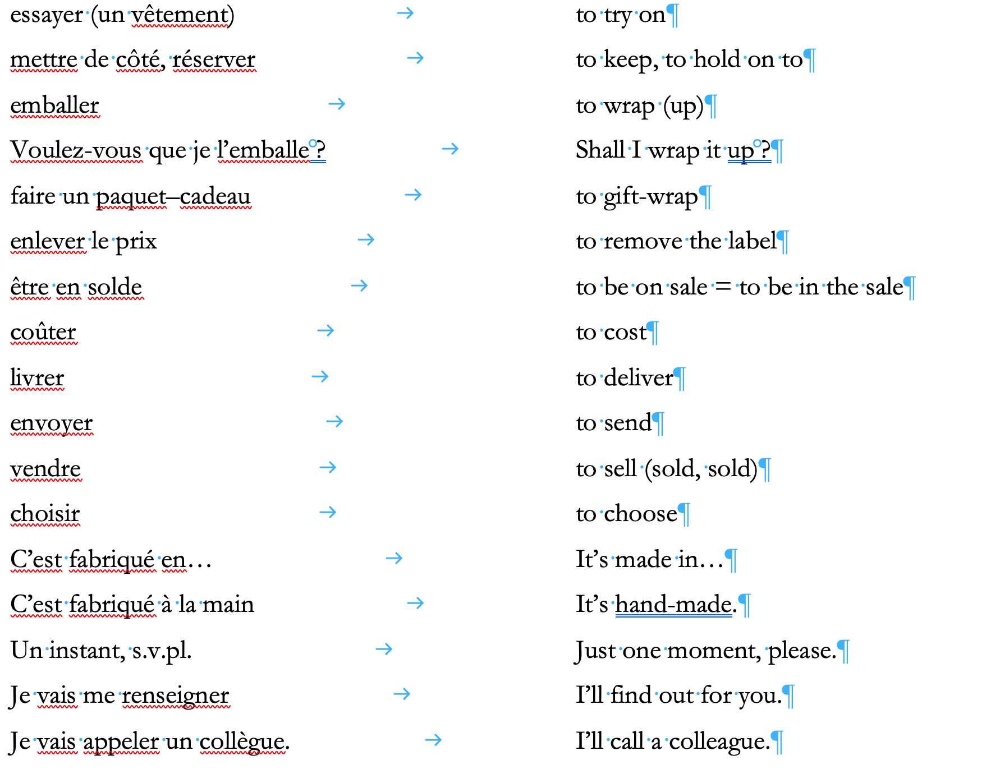 essayer (un vêtement) → to try on¶
mettre de côté, réserver → to keep, to hold on to¶
emballer → to wrap (up)¶
Voulez-vous que je l’emballe ? → Shall I wrap it up ?¶
faire un paquet–cadeau → to gift-wrap¶
enlever le prix → to remove the label¶
être en solde → to be on sale = to be in the sale¶
coûter → to cost¶
livrer → to deliver¶
envoyer → to send¶
vendre → to sell (sold, sold)¶
choisir → to choose¶
C’est fabriqué en… → It’s made in…¶
C’est fabriqué à la main → It’s hand-made.¶
Un instant, s.v.pl. → Just one moment, please.¶
Je vais me renseigner → I’ll find out for you.¶
Je vais appeler un collègue. → I’ll call a colleague.¶